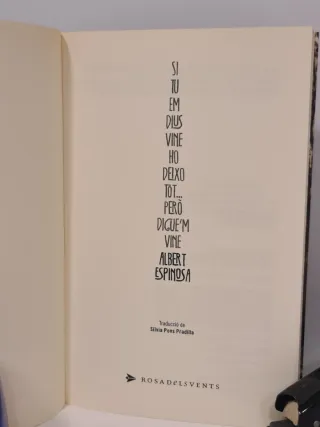 SI
TU
EM
DIUS
VINE
HO
DEIXO
TOT...
PERÒ
DIGUE'M
VINE
ALBERT
ESPINOSA
Traducció de
Sílvia Pons Pradilla
ROSA DELS VENTS